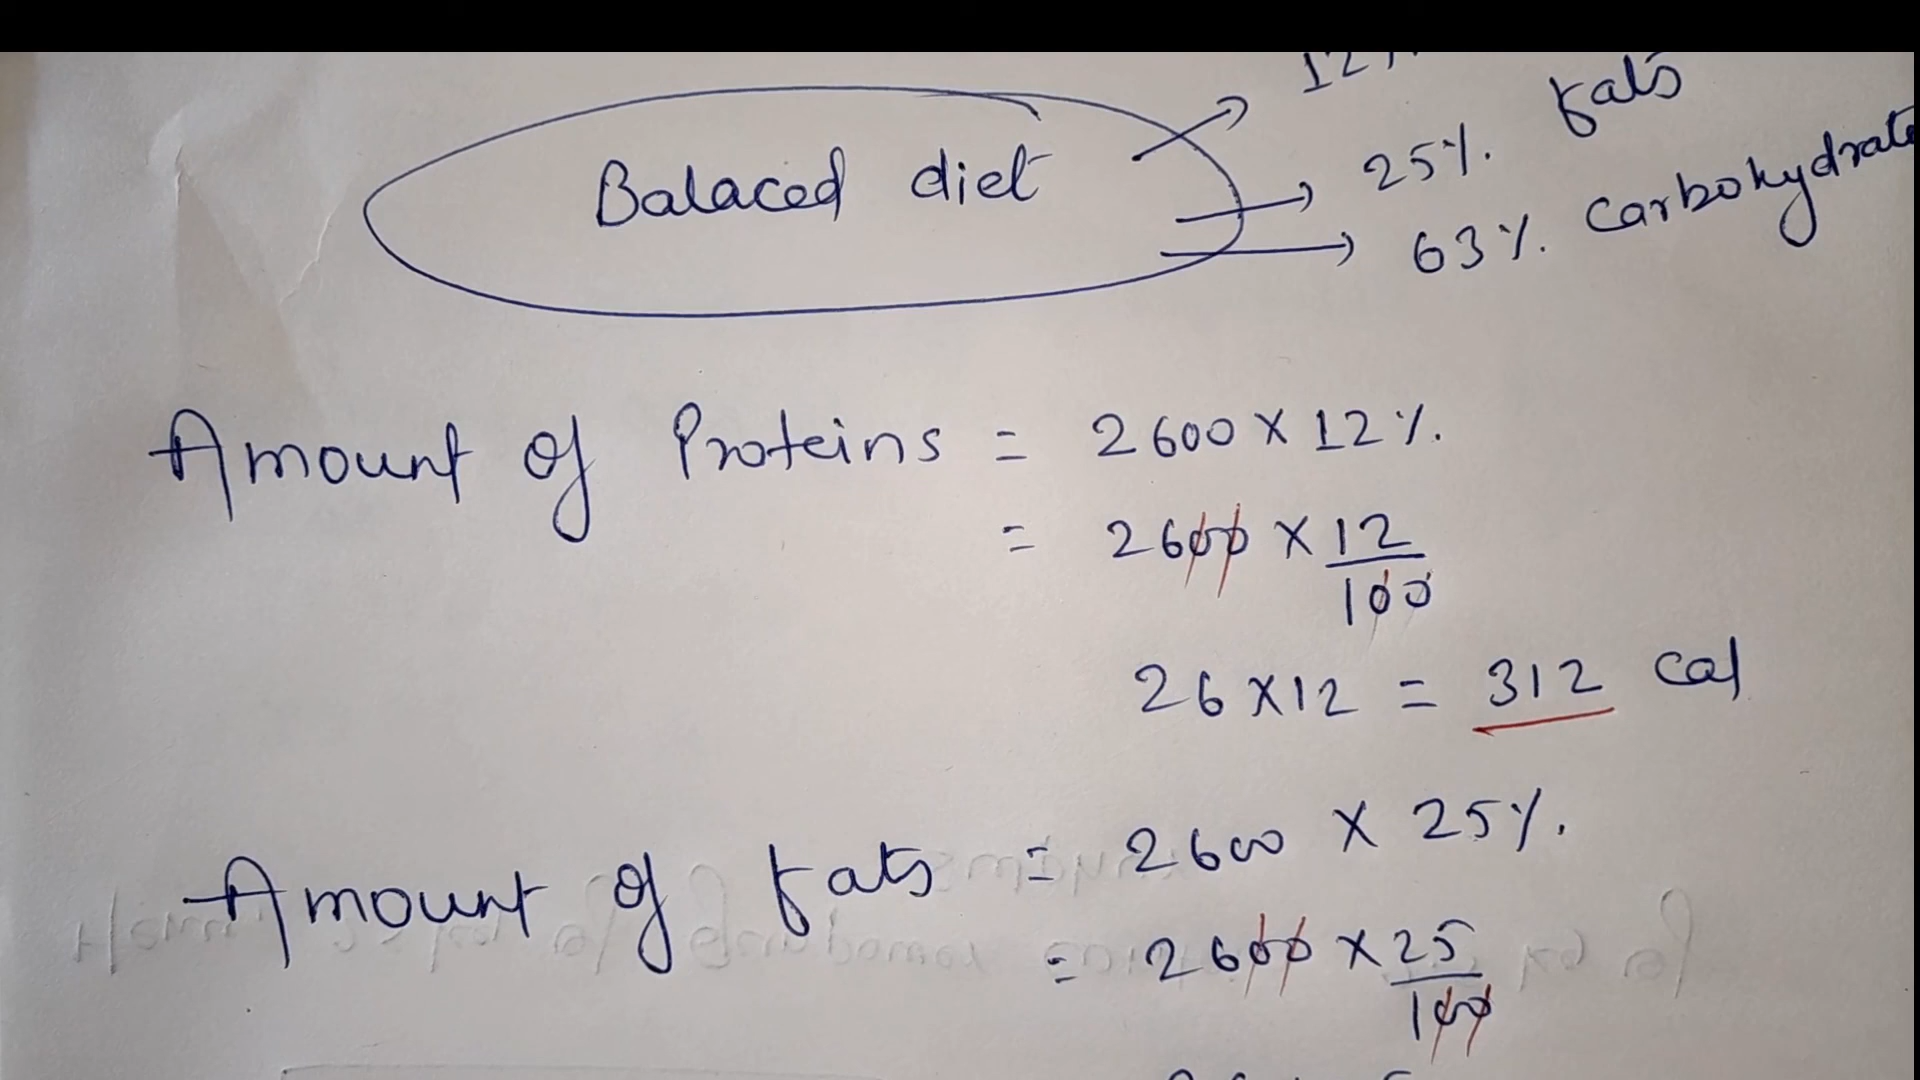 12%
25%. fats
Balaced diet
63%. Carbohydrate
Amount of Proteins = 2600 X 12%.
= 2600 X 12/100
26 X 12 = 312 cal
Amount of fats = 2600 X 25%.
= 2600 X 25/100